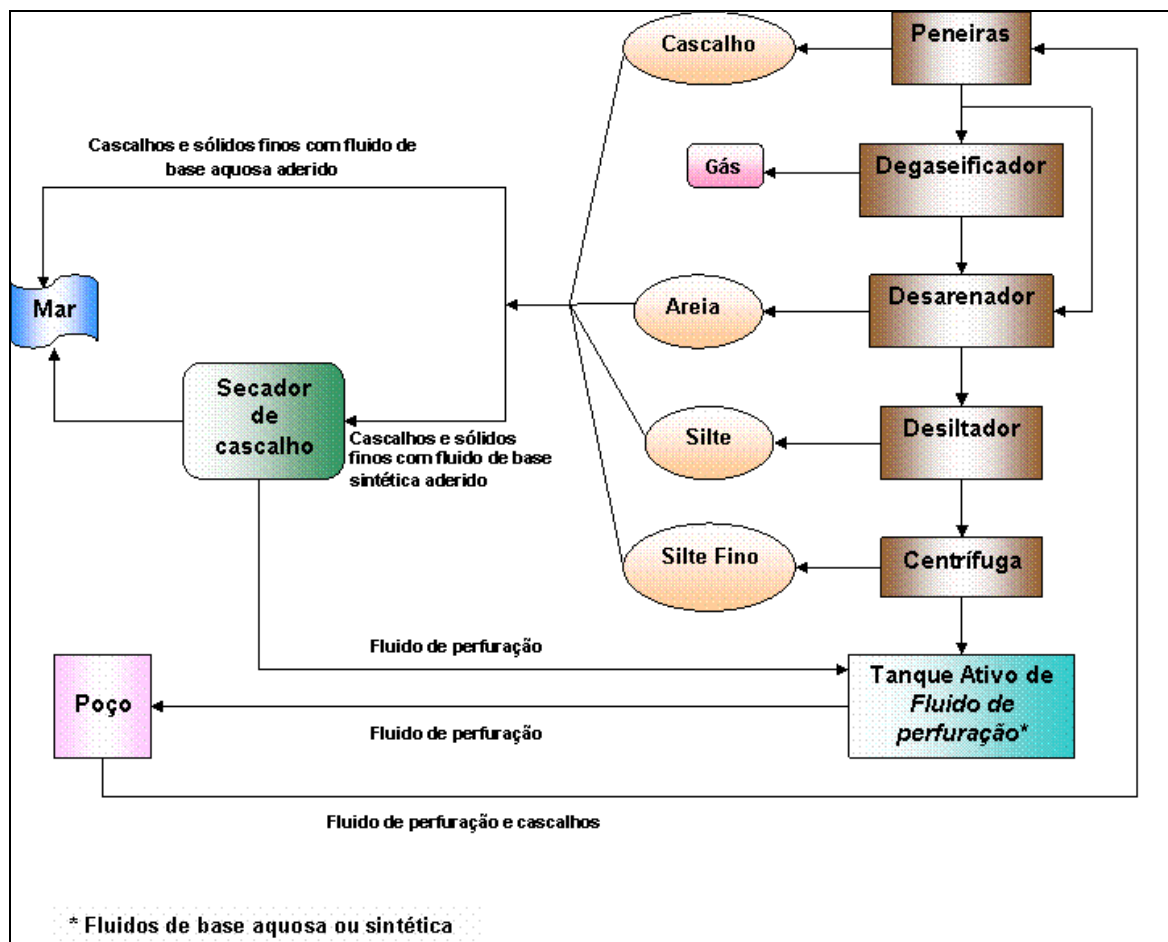 Peneiras
Cascalho
Cascalhos e sólidos finos com fluido de
base aquosa aderido
Gás
Degaseificador
Mar
Areia
Desarenador
Secador
de
cascalho
Cascalhos e sólidos
finos com fluido de base
sintética aderido
Silte
Desiltador
Silte Fino
Centrífuga
Fluido de perfuração
Tanque Ativo de
Fluido de
perfuração*
Poço
Fluido de perfuração
Fluido de perfuração e cascalhos
* Fluidos de base aquosa ou sintética